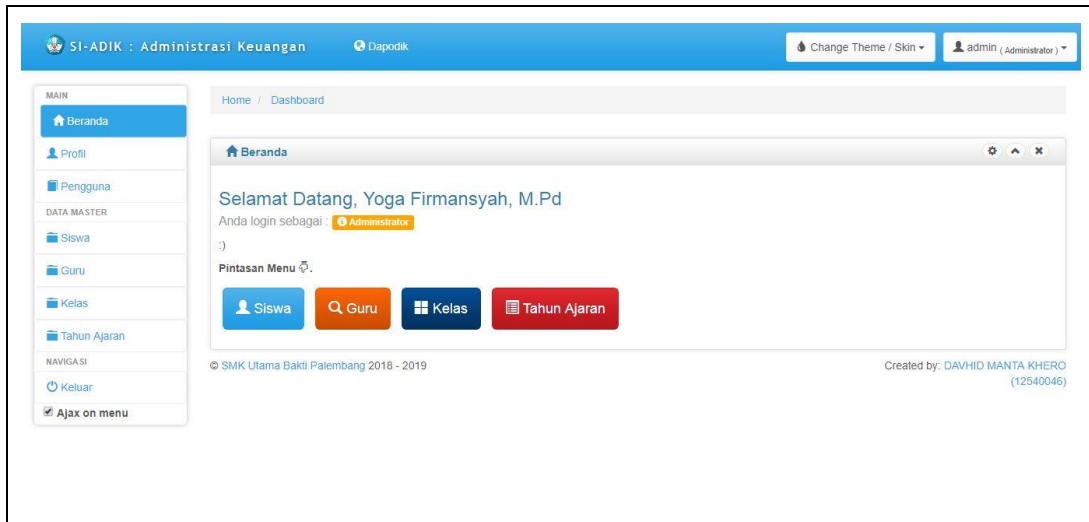 SI-ADIK : Administrasi Keuangan
Dapodik
Change Theme / Skin
admin ( Administrator )
MAIN
Beranda
Profil
Pengguna
DATA MASTER
Siswa
Guru
Kelas
Tahun Ajaran
NAVIGASI
Keluar
Ajax on menu
Home / Dashboard
Beranda
Selamat Datang, Yoga Firmansyah, M.Pd
Anda login sebagai : Administrator
:)
Pintasan Menu .
Siswa
Guru
Kelas
Tahun Ajaran
© SMK Utama Bakti Palembang 2018 - 2019
Created by: DAVHID MANTA KHERO
(12540046)